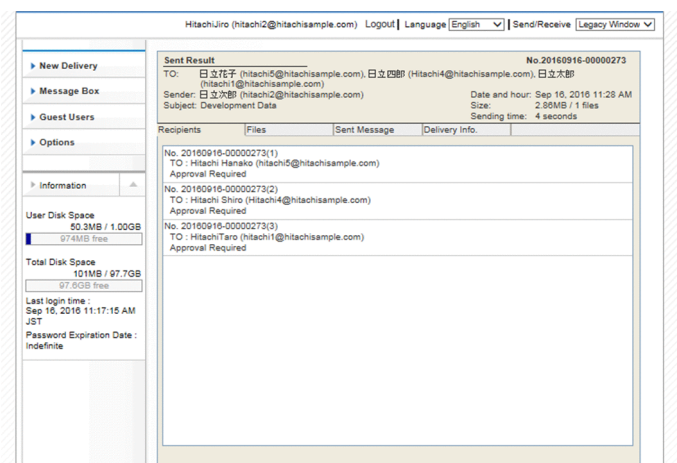 HitachiJiro (hitachi2@hitachisample.com) Logout Language English Send/Receive Legacy Window
New Delivery
Message Box
Guest Users
Options
Information
User Disk Space
50.3MB / 1.00GB
974MB free
Total Disk Space
101MB / 97.7GB
97.6GB free
Last login time :
Sep 16, 2016 11:17:15 AM
JST
Password Expiration Date :
Indefinite
Sent Result No.20160916-00000273
TO: 日立花子 (hitachi5@hitachisample.com), 日立四郎 (Hitachi4@hitachisample.com), 日立太郎
(hitachi1@hitachisample.com)
Sender: 日立次郎 (hitachi2@hitachisample.com) Date and hour: Sep 16, 2016 11:28 AM
Subject: Development Data Size: 2.86MB / 1 files
Sending time: 4 seconds
Recipients Files Sent Message Delivery Info.
No. 20160916-00000273(1)
TO : Hitachi Hanako (hitachi5@hitachisample.com)
Approval Required
No. 20160916-00000273(2)
TO : Hitachi Shiro (Hitachi4@hitachisample.com)
Approval Required
No. 20160916-00000273(3)
TO : HitachiTaro (hitachi1@hitachisample.com)
Approval Required